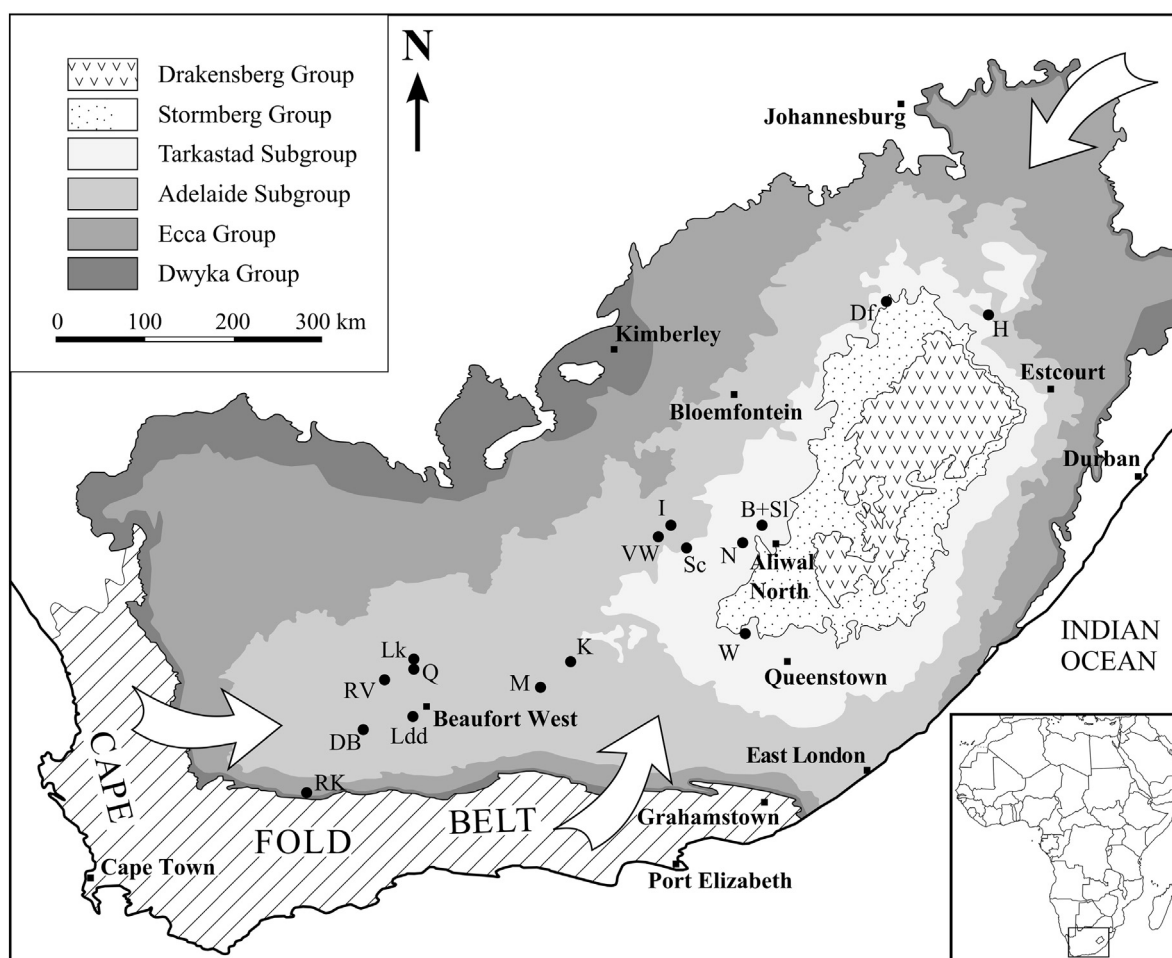 Drakensberg Group
Stormberg Group
Tarkastad Subgroup
Adelaide Subgroup
Ecca Group
Dwyka Group
0 100 200 300 km
N
Johannesburg
Kimberley
Df
H
Estcourt
Bloemfontein
Durban
I
B+Sl
VW
Sc
N
Aliwal
North
INDIAN
OCEAN
W
Queenstown
Lk
Q
K
RV
M
Beaufort West
DB
Ldd
East London
RK
CAPE
FOLD
BELT
Grahamstown
Cape Town
Port Elizabeth